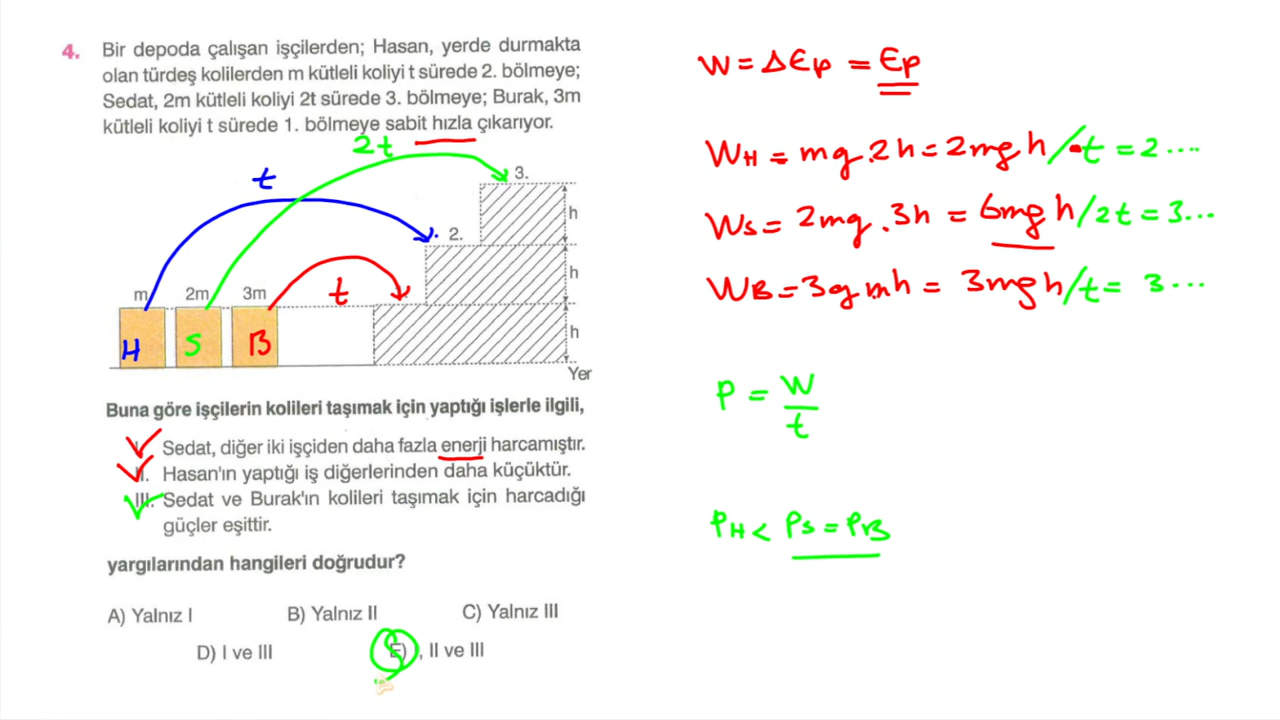 4. Bir depoda çalışan işçilerden; Hasan, yerde durmakta
olan türdeş kolilerden m kütleli koliyi t sürede 2. bölmeye;
Sedat, 2m kütleli koliyi 2t sürede 3. bölmeye; Burak, 3m
kütleli koliyi t sürede 1. bölmeye sabit hızla çıkarıyor.
2t
t
3.
h
2.
h
m 2m 3m
t
h
H S B
Yer
Buna göre işçilerin kolileri taşımak için yaptığı işlerle ilgili,
Sedat, diğer iki işçiden daha fazla enerji harcamıştır.
II. Hasan'ın yaptığı iş diğerlerinden daha küçüktür.
III. Sedat ve Burak'ın kolileri taşımak için harcadığı
güçler eşittir.
yargılarından hangileri doğrudur?
A) Yalnız I B) Yalnız II C) Yalnız III
D) I ve III E) , II ve III
W = ΔEp = Ep
WH = mg.2h = 2mgh/t = 2....
WS = 2mg.3h = 6mgh/2t = 3...
WB = 3gmh = 3mgh/t = 3...
P = W
t
PH < PS = PB